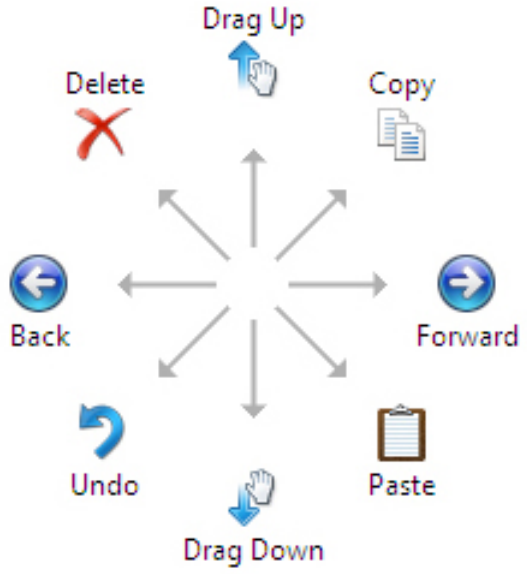 Drag Up
Delete
Copy
Back
Forward
Undo
Paste
Drag Down